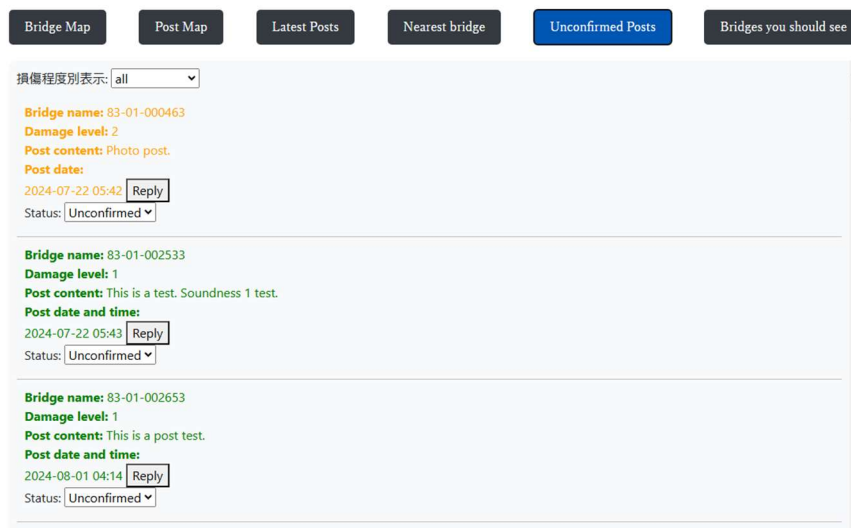 Bridge Map Post Map Latest Posts Nearest bridge Unconfirmed Posts Bridges you should see
損傷程度別表示: all
Bridge name: 83-01-000463
Damage level: 2
Post content: Photo post.
Post date:
2024-07-22 05:42 Reply
Status: Unconfirmed
Bridge name: 83-01-002533
Damage level: 1
Post content: This is a test. Soundness 1 test.
Post date and time:
2024-07-22 05:43 Reply
Status: Unconfirmed
Bridge name: 83-01-002653
Damage level: 1
Post content: This is a post test.
Post date and time:
2024-08-01 04:14 Reply
Status: Unconfirmed